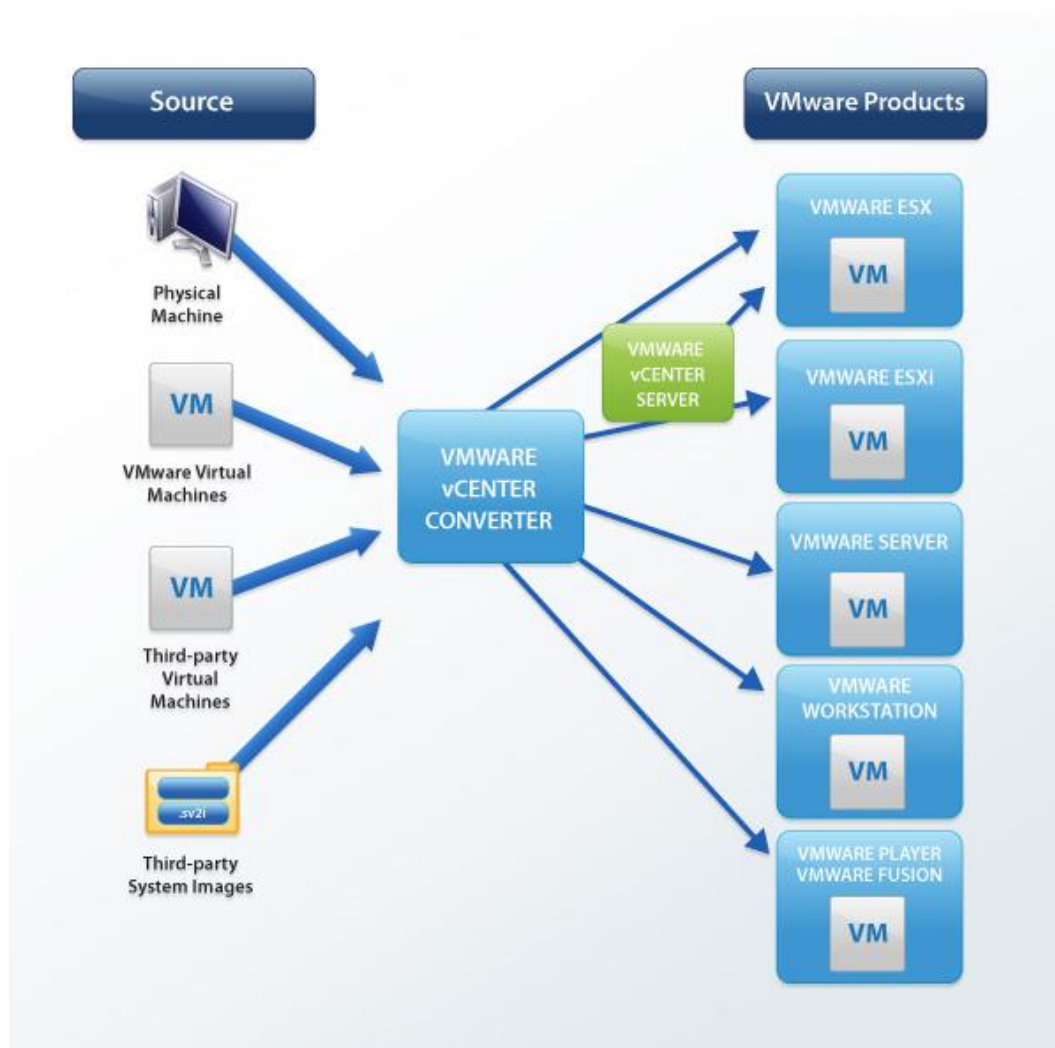 Source
VMware Products
Physical
Machine
VM
VMware Virtual
Machines
VM
Third-party
Virtual
Machines
.sv2i
Third-party
System Images
VMWARE
vCENTER
CONVERTER
VMWARE
vCENTER
SERVER
VMWARE ESX
VM
VMWARE ESXI
VM
VMWARE SERVER
VM
VMWARE
WORKSTATION
VM
VMWARE PLAYER
VMWARE FUSION
VM